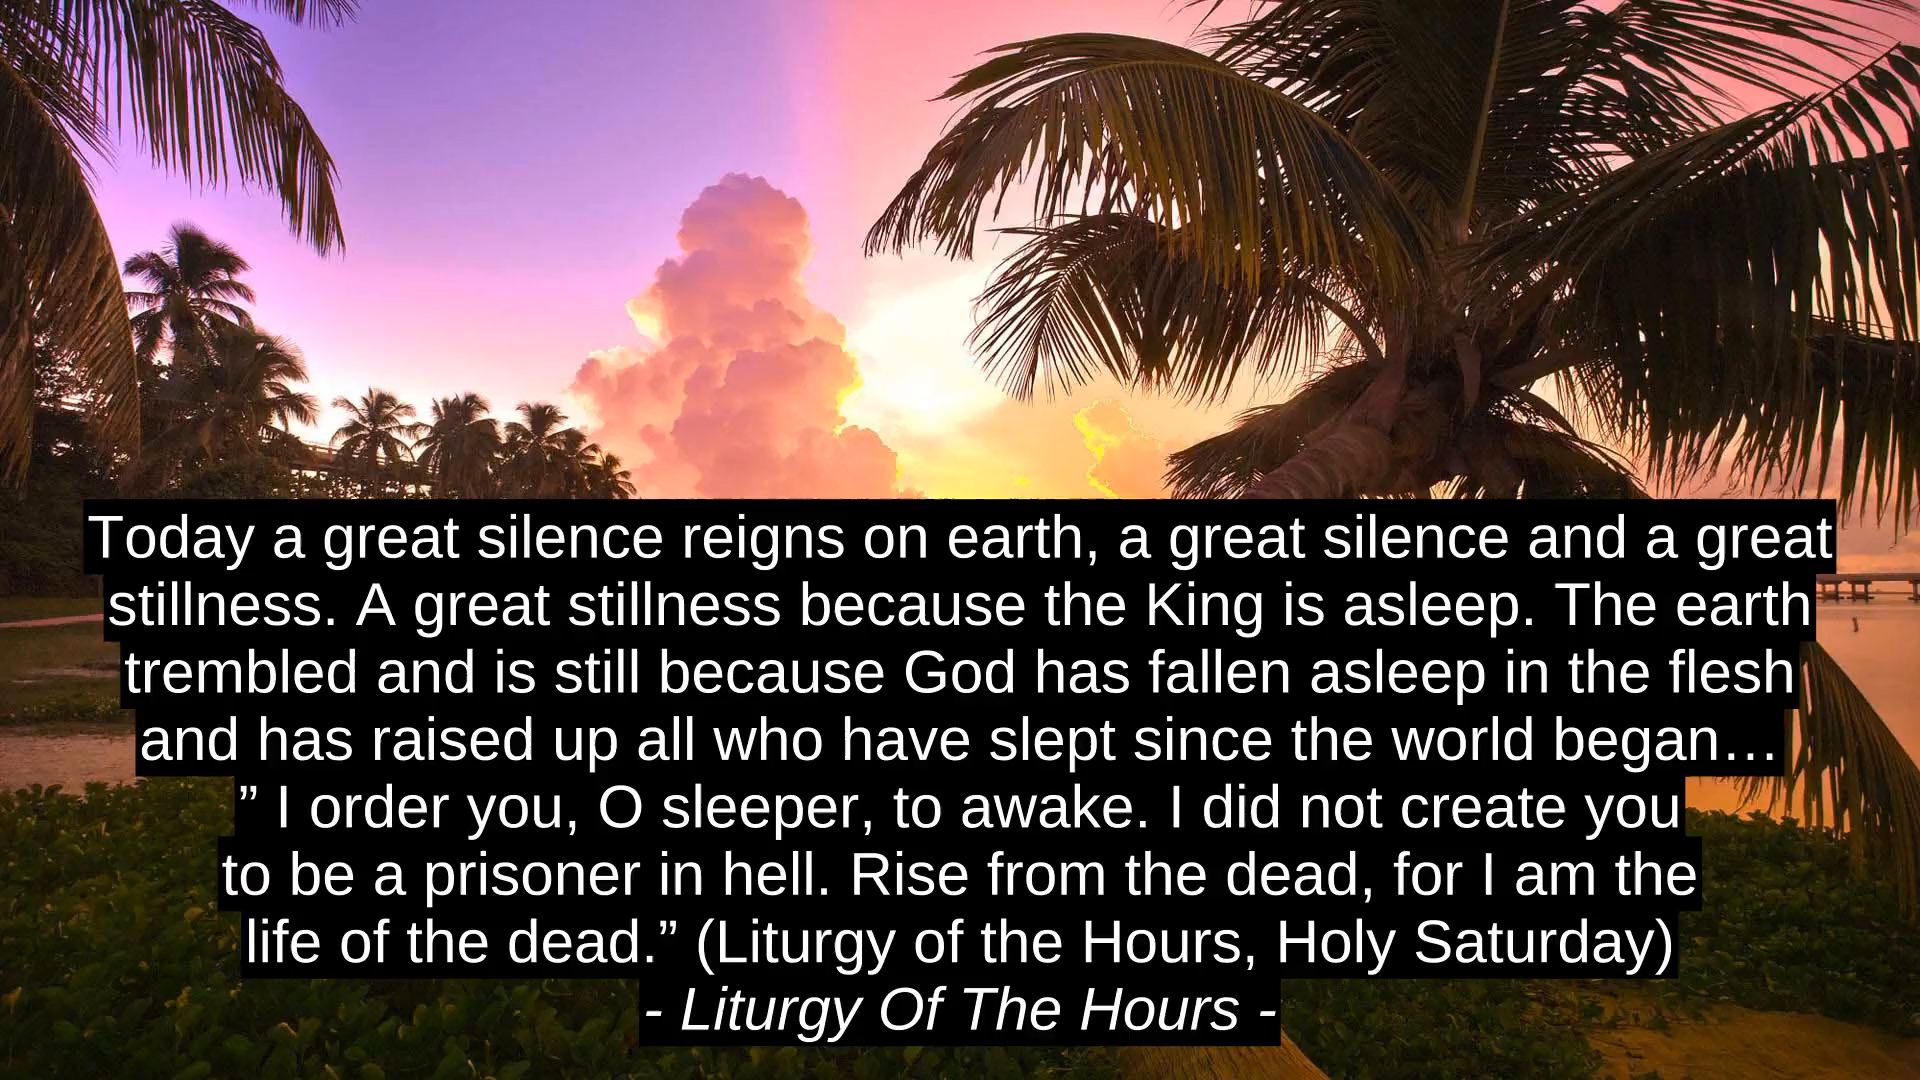 Today a great silence reigns on earth, a great silence and a great
stillness. A great stillness because the King is asleep. The earth
trembled and is still because God has fallen asleep in the flesh
and has raised up all who have slept since the world began…
” I order you, O sleeper, to awake. I did not create you
to be a prisoner in hell. Rise from the dead, for I am the
life of the dead.” (Liturgy of the Hours, Holy Saturday)
- Liturgy Of The Hours -